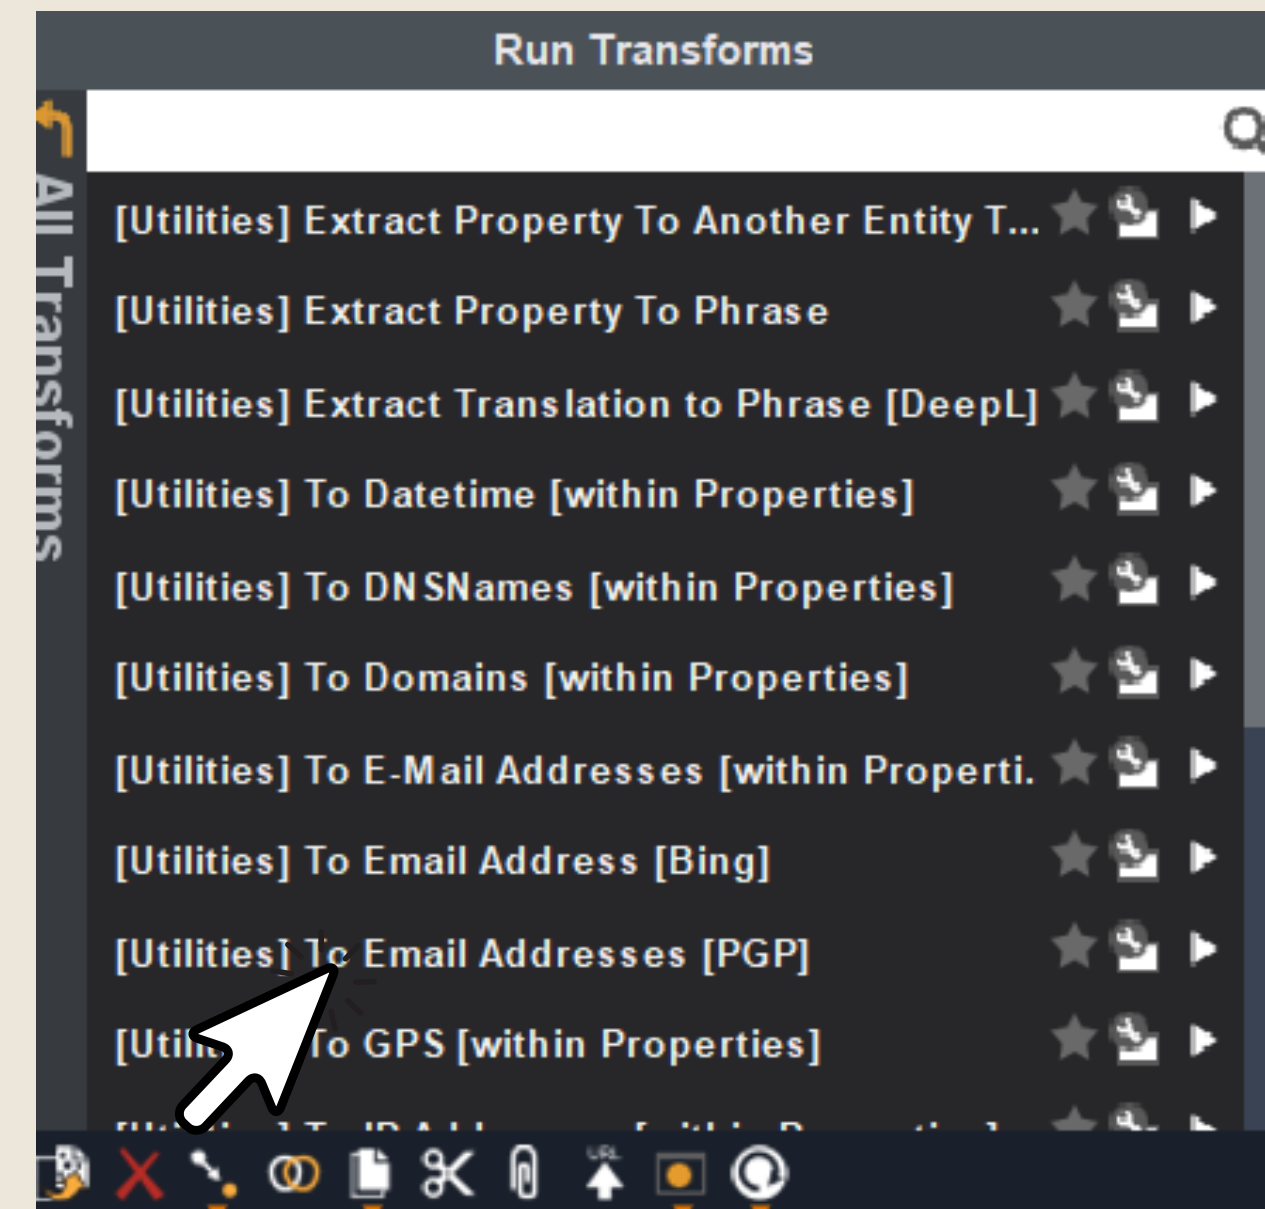 Run Transforms
All Transforms
[Utilities] Extract Property To Another Entity T...
[Utilities] Extract Property To Phrase
[Utilities] Extract Translation to Phrase [DeepL]
[Utilities] To Datetime [within Properties]
[Utilities] To DNSNames [within Properties]
[Utilities] To Domains [within Properties]
[Utilities] To E-Mail Addresses [within Properti.
[Utilities] To Email Address [Bing]
[Utilities] To Email Addresses [PGP]
To GPS [within Properties]
URL